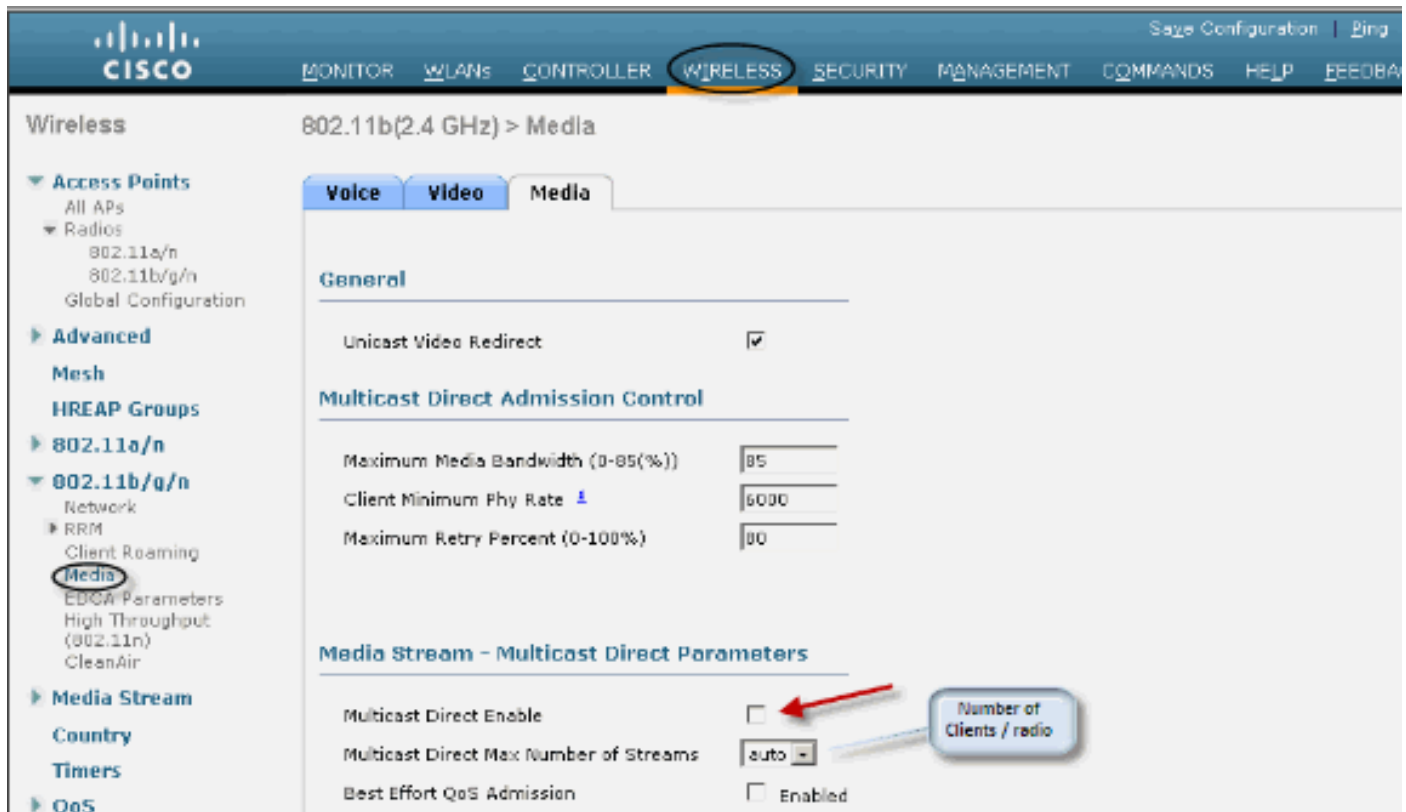 Save Configuration | Ping
CISCO
MONITOR WLANs CONTROLLER WIRELESS SECURITY MANAGEMENT COMMANDS HELP FEEDBA
Wireless
Access Points
All APs
Radios
802.11a/n
802.11b/g/n
Global Configuration
Advanced
Mesh
HREAP Groups
802.11a/n
802.11b/g/n
Network
RRM
Client Roaming
Media
EDCA Parameters
High Throughput
(802.11n)
CleanAir
Media Stream
Country
Timers
QoS
802.11b(2.4 GHz) > Media
Voice Video Media
General
Unicast Video Redirect
Multicast Direct Admission Control
Maximum Media Bandwidth (0-85(%)) 85
Client Minimum Phy Rate 6000
Maximum Retry Percent (0-100%) 80
Media Stream - Multicast Direct Parameters
Multicast Direct Enable
Multicast Direct Max Number of Streams auto
Best Effort QoS Admission Enabled
Number of
Clients / radio